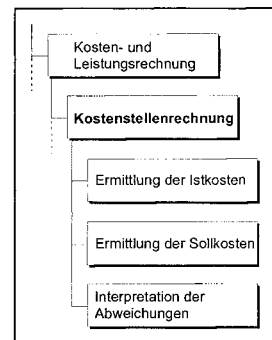 Kosten- und
Leistungsrechnung
Kostenstellenrechnung
Ermittlung der Istkosten
Ermittlung der Sollkosten
Interpretation der
Abweichungen